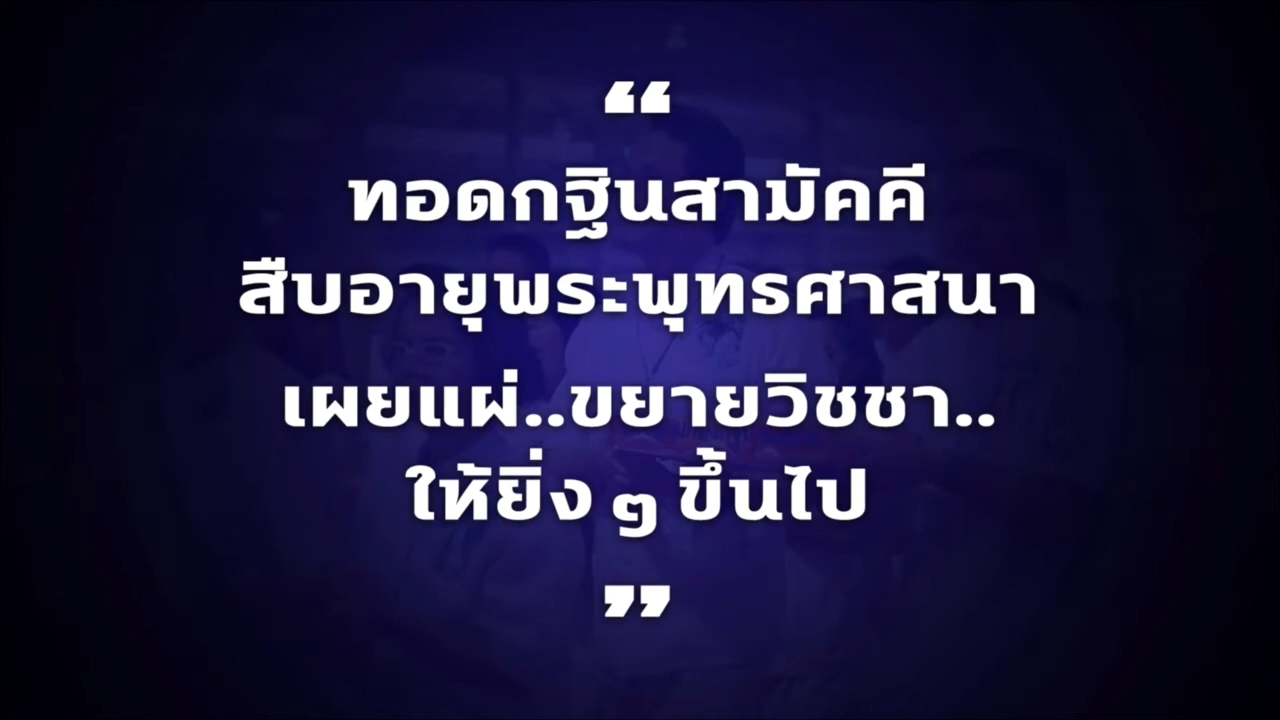 “
ทอดกฐินสามัคคี
สืบอายุพระพุทธศาสนา
เผยแผ่..ขยายวิชชา..
ให้ยิ่ง ๆ ขึ้นไป
”